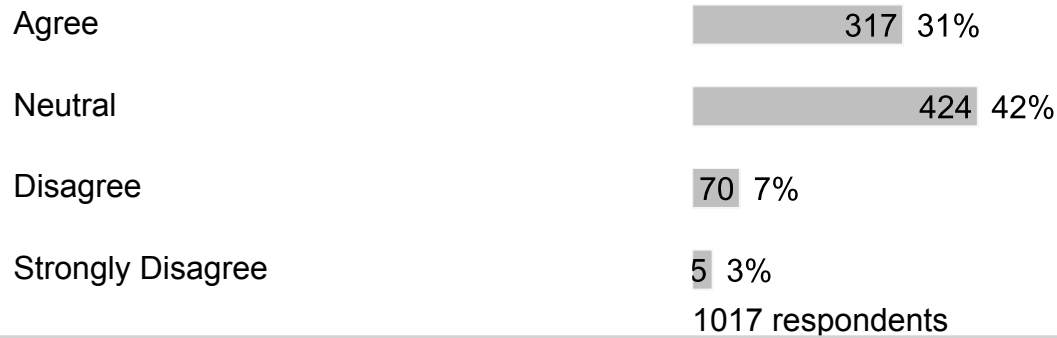 Agree 317 31%
Neutral 424 42%
Disagree 70 7%
Strongly Disagree 5 3%
1017 respondents